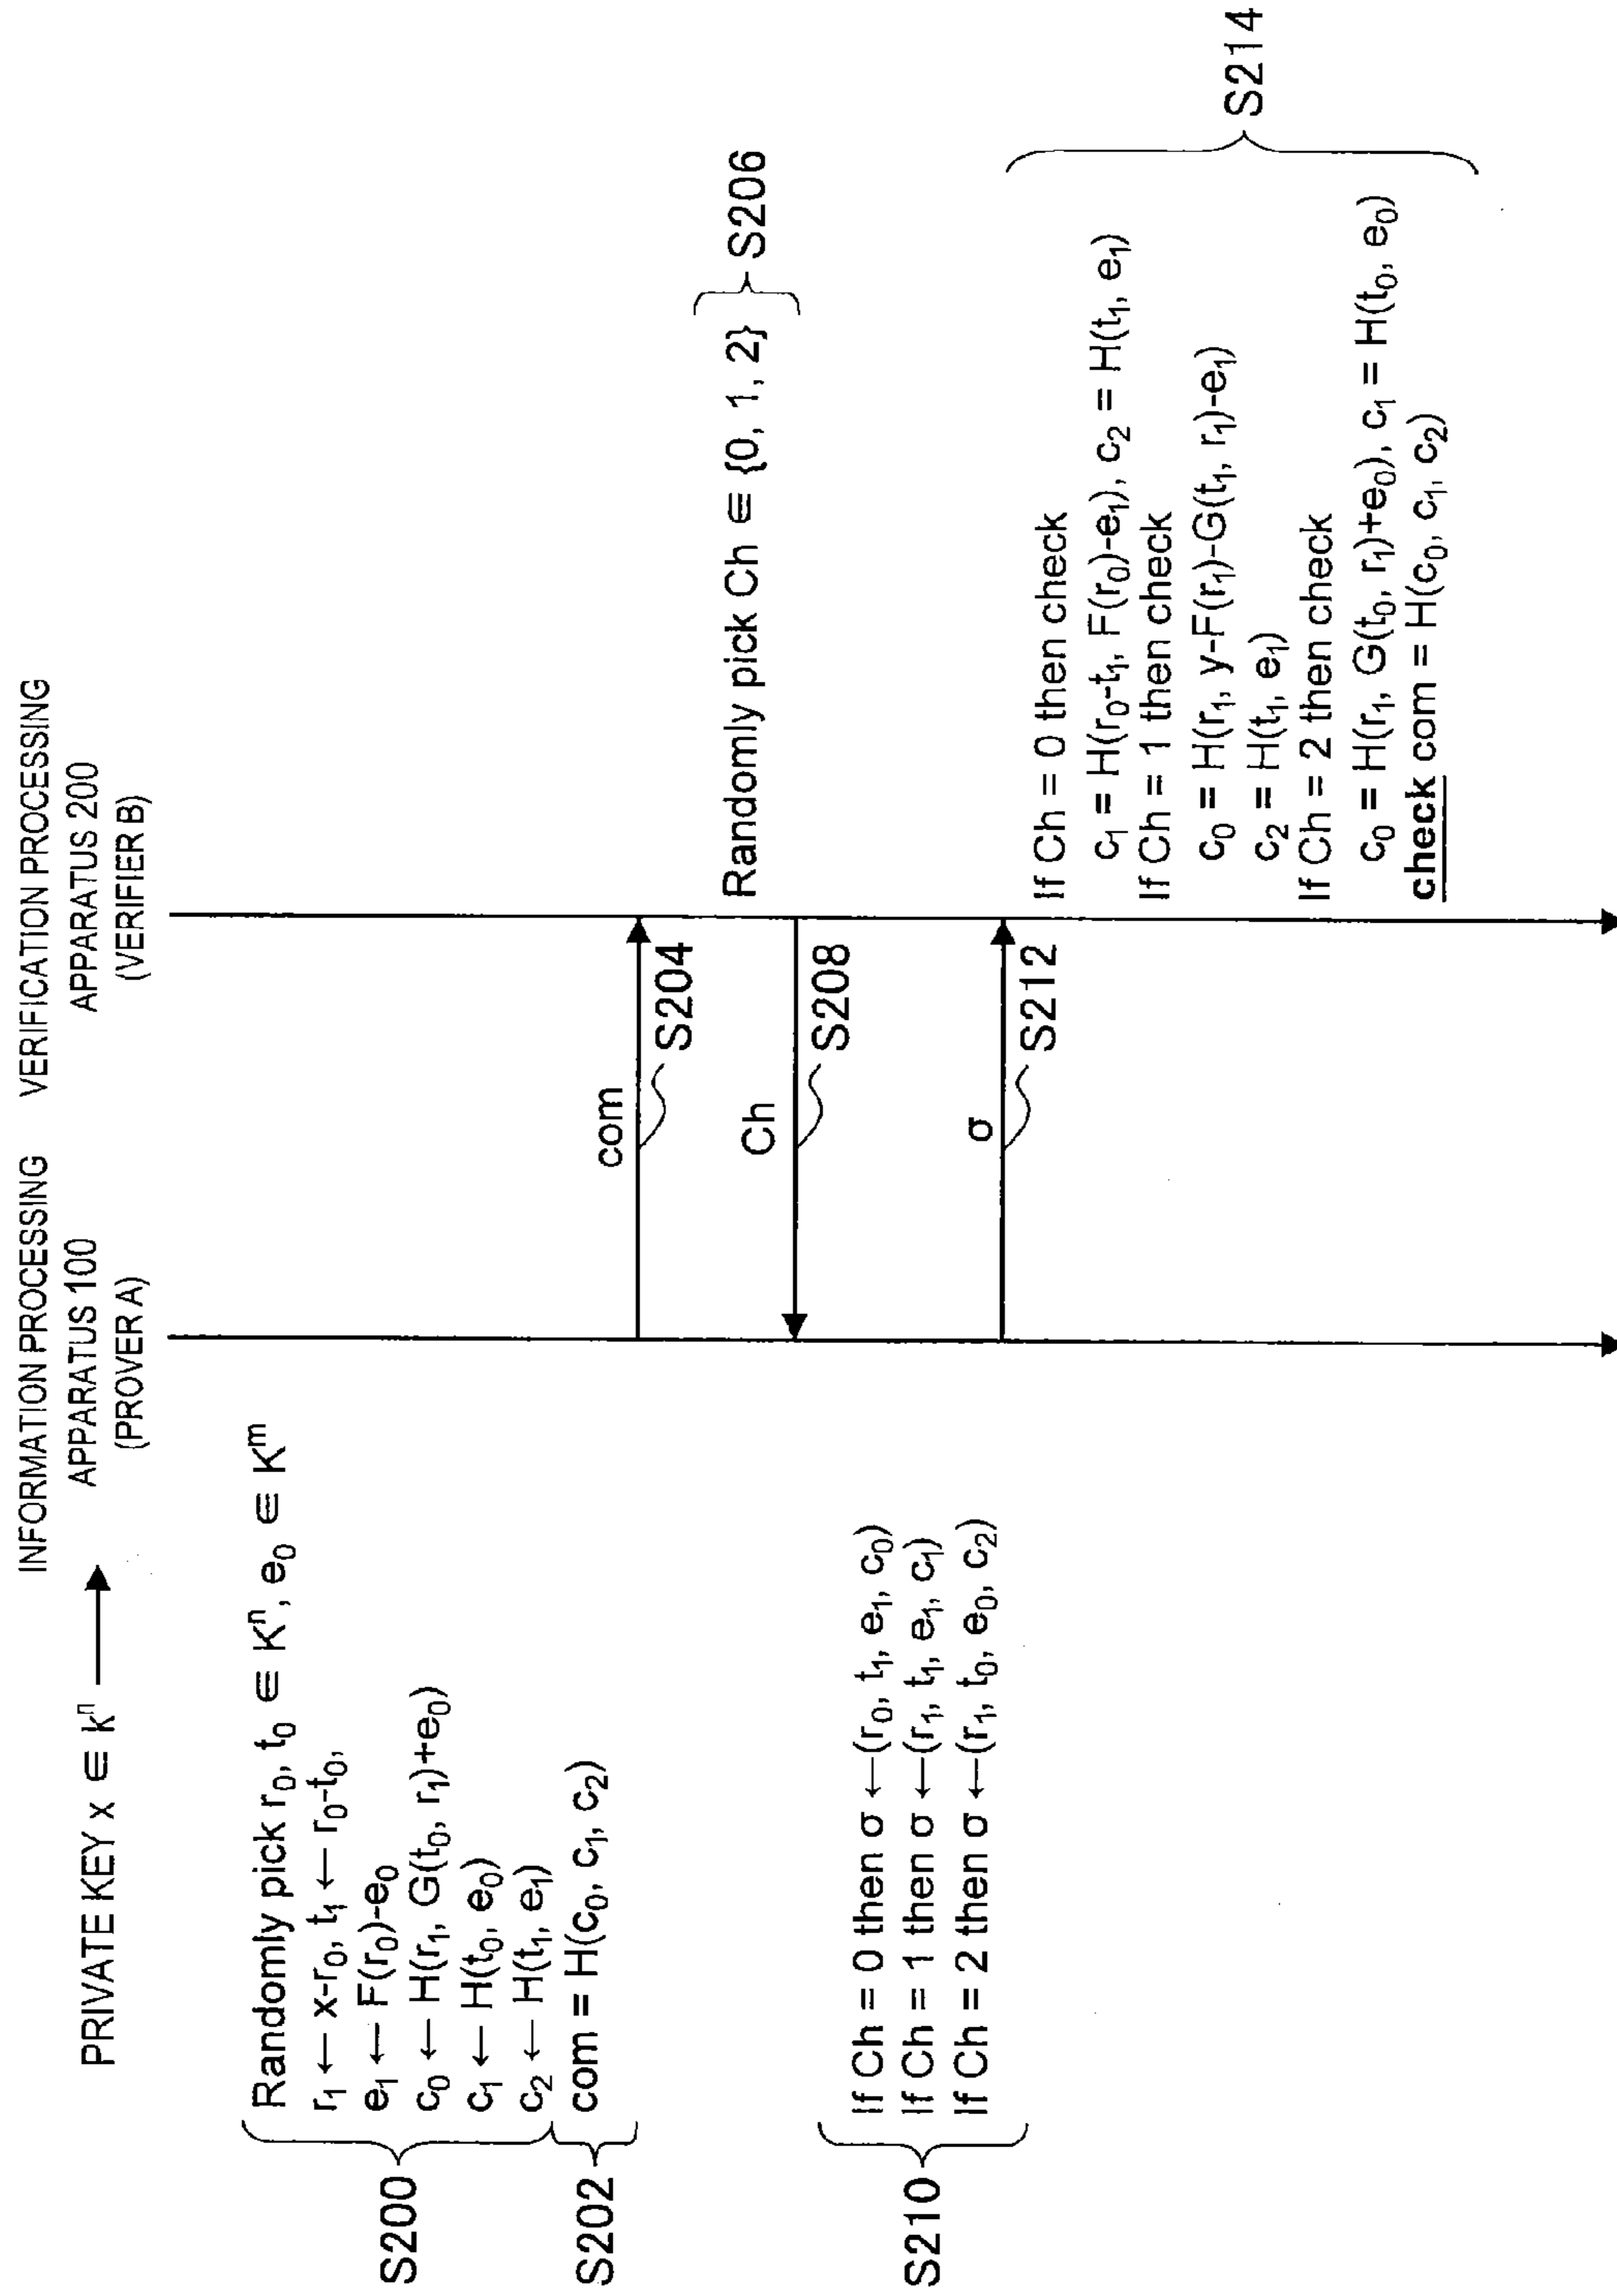 INFORMATION PROCESSING
APPARATUS 100
(PROVER A)
VERIFICATION PROCESSING
APPARATUS 200
(VERIFIER B)
PRIVATE KEY x ∈ kⁿ →
Randomly pick r₀, t₀ ∈ Kⁿ, e₀ ∈ Kᵐ
r₁ ← x-r₀, t₁ ← r₀-t₀,
e₁ ← F(r₀)-e₀
c₀ ← H(r₁, G(t₀, r₁)+e₀)
c₁ ← H(t₀, e₀)
c₂ ← H(t₁, e₁)
S200
com = H(c₀, c₁, c₂)
S202
com
S204
Randomly pick Ch ∈ {0, 1, 2}
S206
Ch
S208
If Ch = 0 then σ ←(r₀, t₁, e₁, c₀)
If Ch = 1 then σ ←(r₁, t₁, e₁, c₁)
If Ch = 2 then σ ←(r₁, t₀, e₀, c₂)
S210
σ
S212
If Ch = 0 then check
c₁ = H(r₀-t₁, F(r₀)-e₁), c₂ = H(t₁, e₁)
If Ch = 1 then check
c₀ = H(r₁, y-F(r₁)-G(t₁, r₁)-e₁)
c₂ = H(t₁, e₁)
If Ch = 2 then check
c₀ = H(r₁, G(t₀, r₁)+e₀), c₁ = H(t₀, e₀)
check com = H(c₀, c₁, c₂)
S214